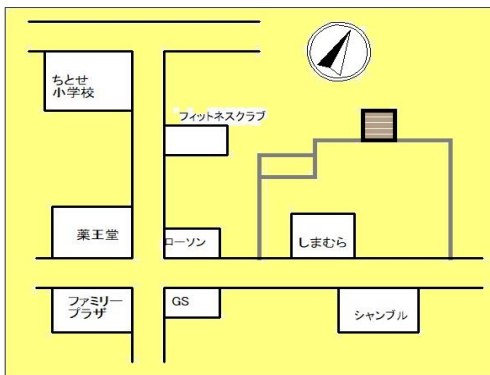 ちとせ
小学校
フィットネスクラブ
薬王堂
ローソン
しまむら
ファミリー
プラザ
GS
シャンブル